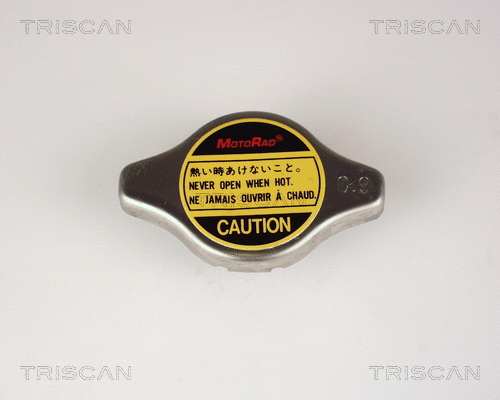 TRISCAN TRISCAN
MOTORAD®
熱い時あけないこと。
NEVER OPEN WHEN HOT.
NE JAMAIS OUVRIR À CHAUD.
0.9
CAUTION
TRISCAN TRISCAN